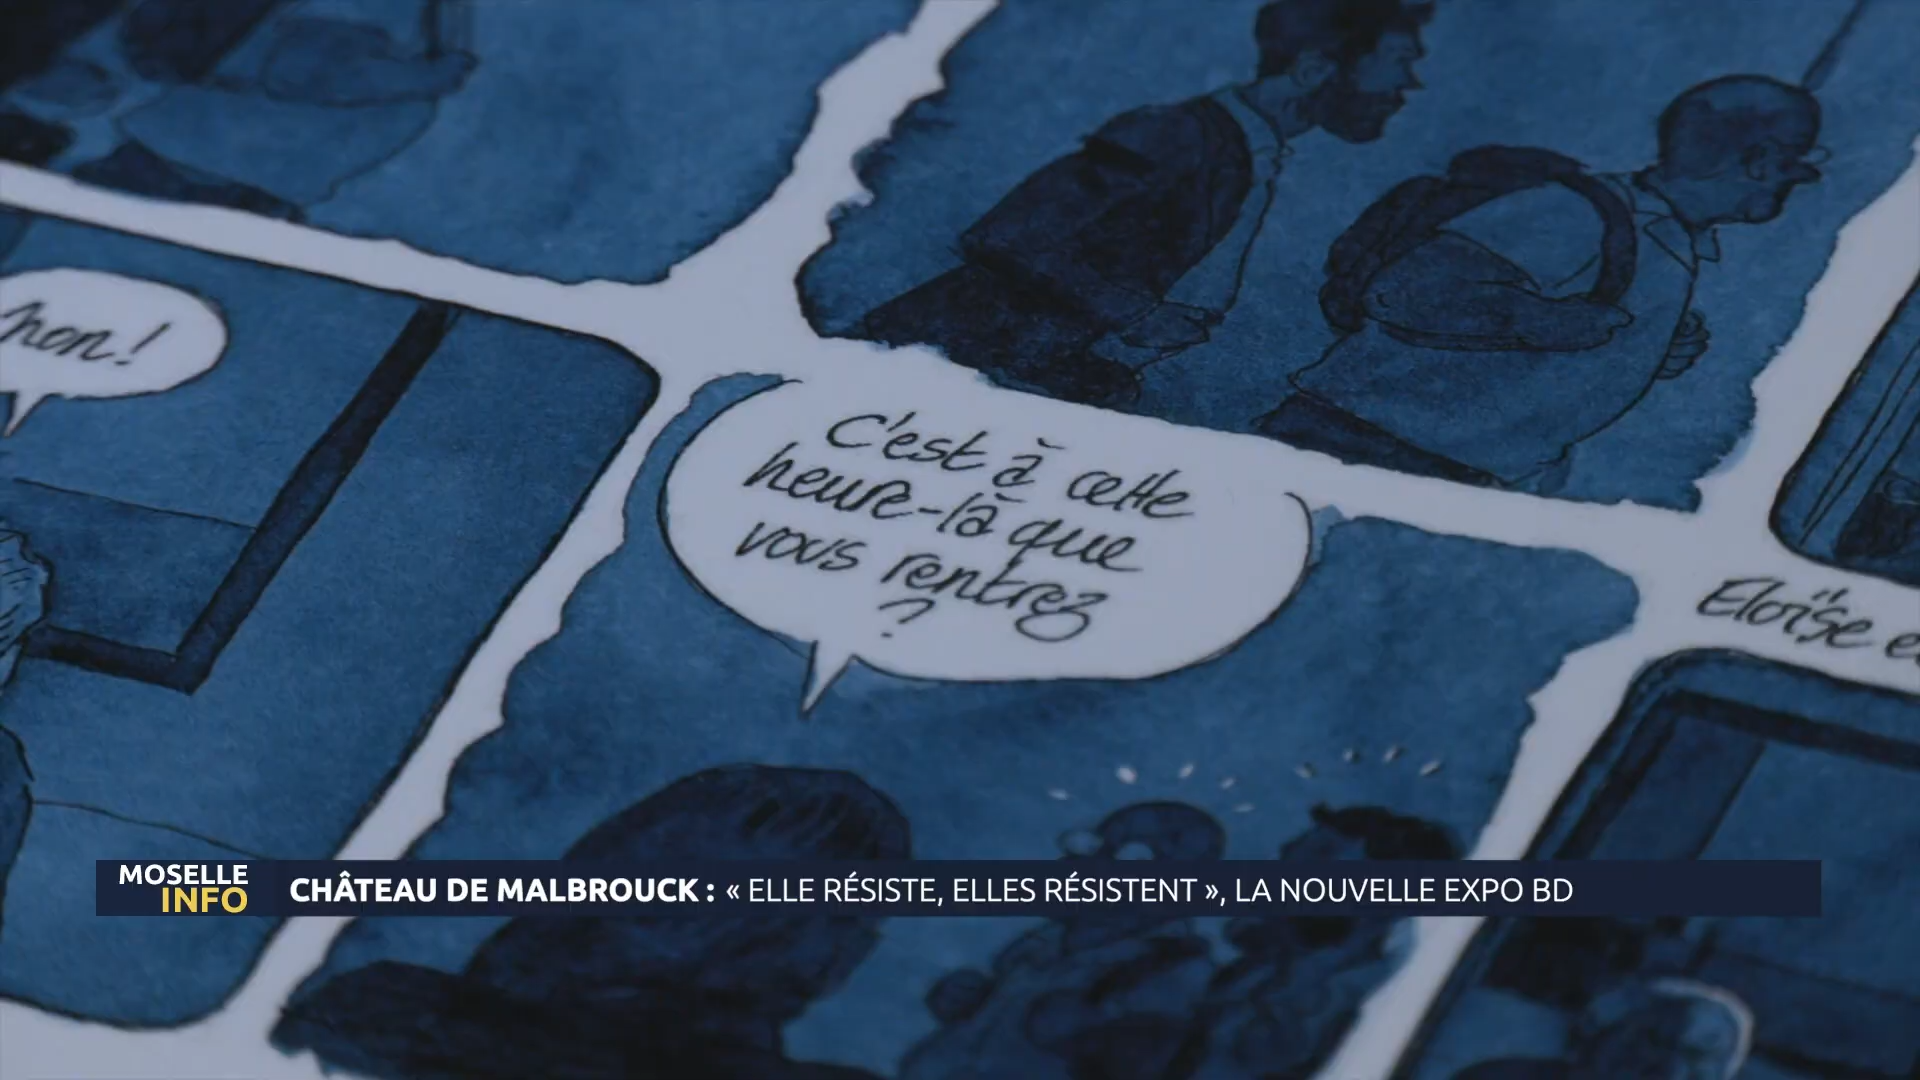 non!
C'est à cette
heure-là que
vous rentrez
?
Eloïse
MOSELLE
INFO
CHÂTEAU DE MALBROUCK : « ELLE RÉSISTE, ELLES RÉSISTENT », LA NOUVELLE EXPO BD